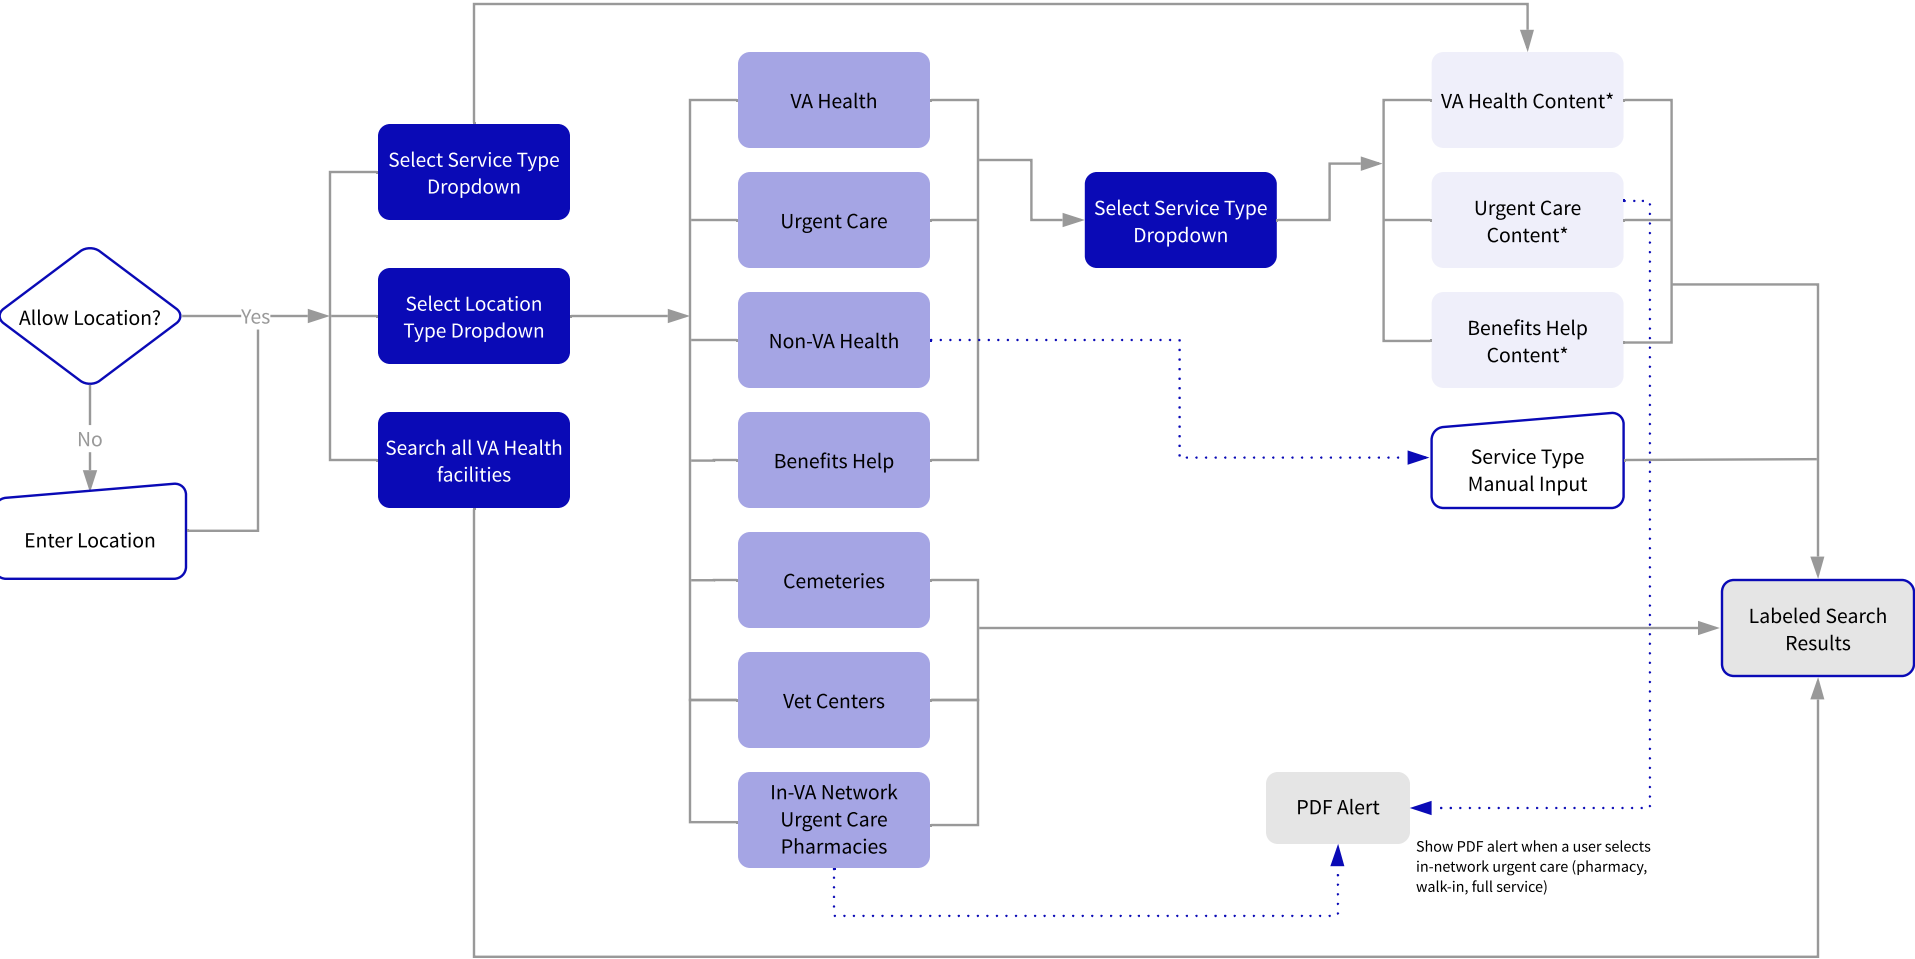 Allow Location?
Yes
No
Enter Location
Select Service Type
Dropdown
Select Location
Type Dropdown
Search all VA Health
facilities
VA Health
Urgent Care
Non-VA Health
Benefits Help
Cemeteries
Vet Centers
In-VA Network
Urgent Care
Pharmacies
Select Service Type
Dropdown
VA Health Content*
Urgent Care
Content*
Benefits Help
Content*
Service Type
Manual Input
Labeled Search
Results
PDF Alert
Show PDF alert when a user selects
in-network urgent care (pharmacy,
walk-in, full service)